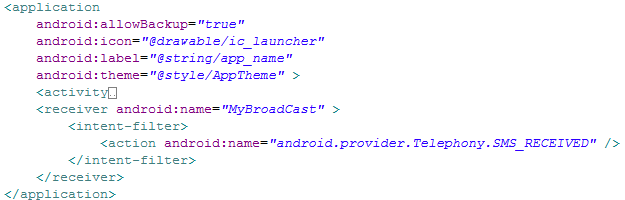 <application
    android:allowBackup="true"
    android:icon="@drawable/ic_launcher"
    android:label="@string/app_name"
    android:theme="@style/AppTheme" >
    <activity
    <receiver android:name="MyBroadCast" >
        <intent-filter>
            <action android:name="android.provider.Telephony.SMS_RECEIVED" />
        </intent-filter>
    </receiver>
</application>